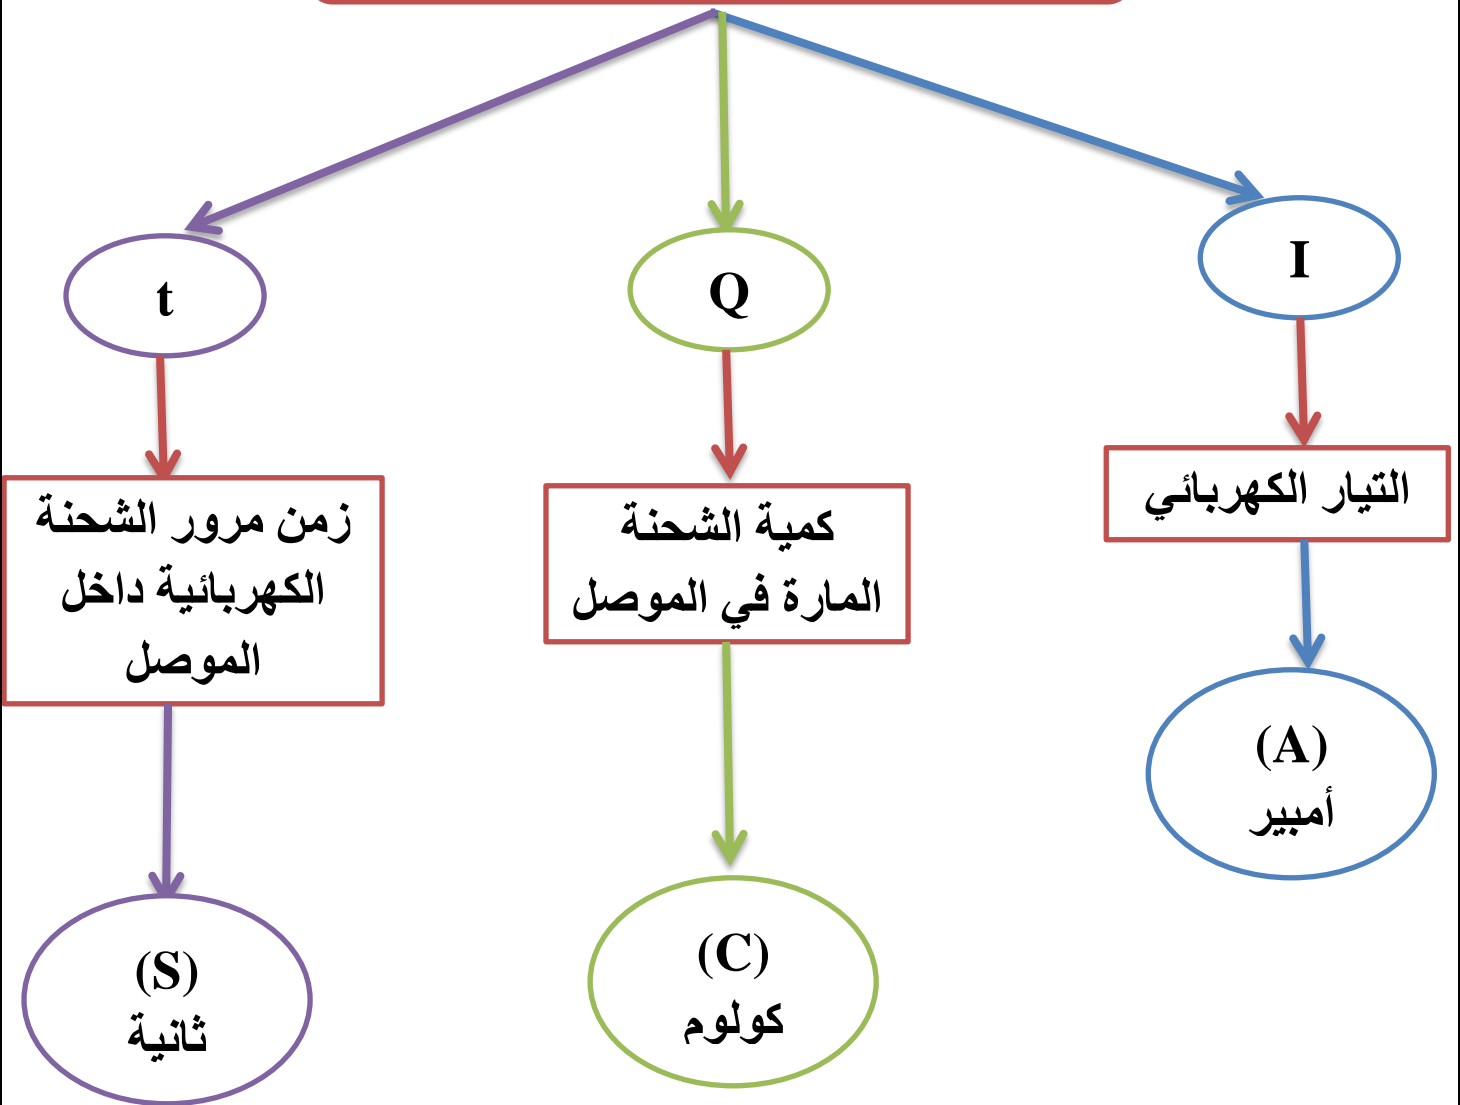 I
Q
t
التيار الكهربائي
كمية الشحنة
المارة في الموصل
زمن مرور الشحنة
الكهربائية داخل
الموصل
(A)
أمبير
(C)
كولوم
(S)
ثانية